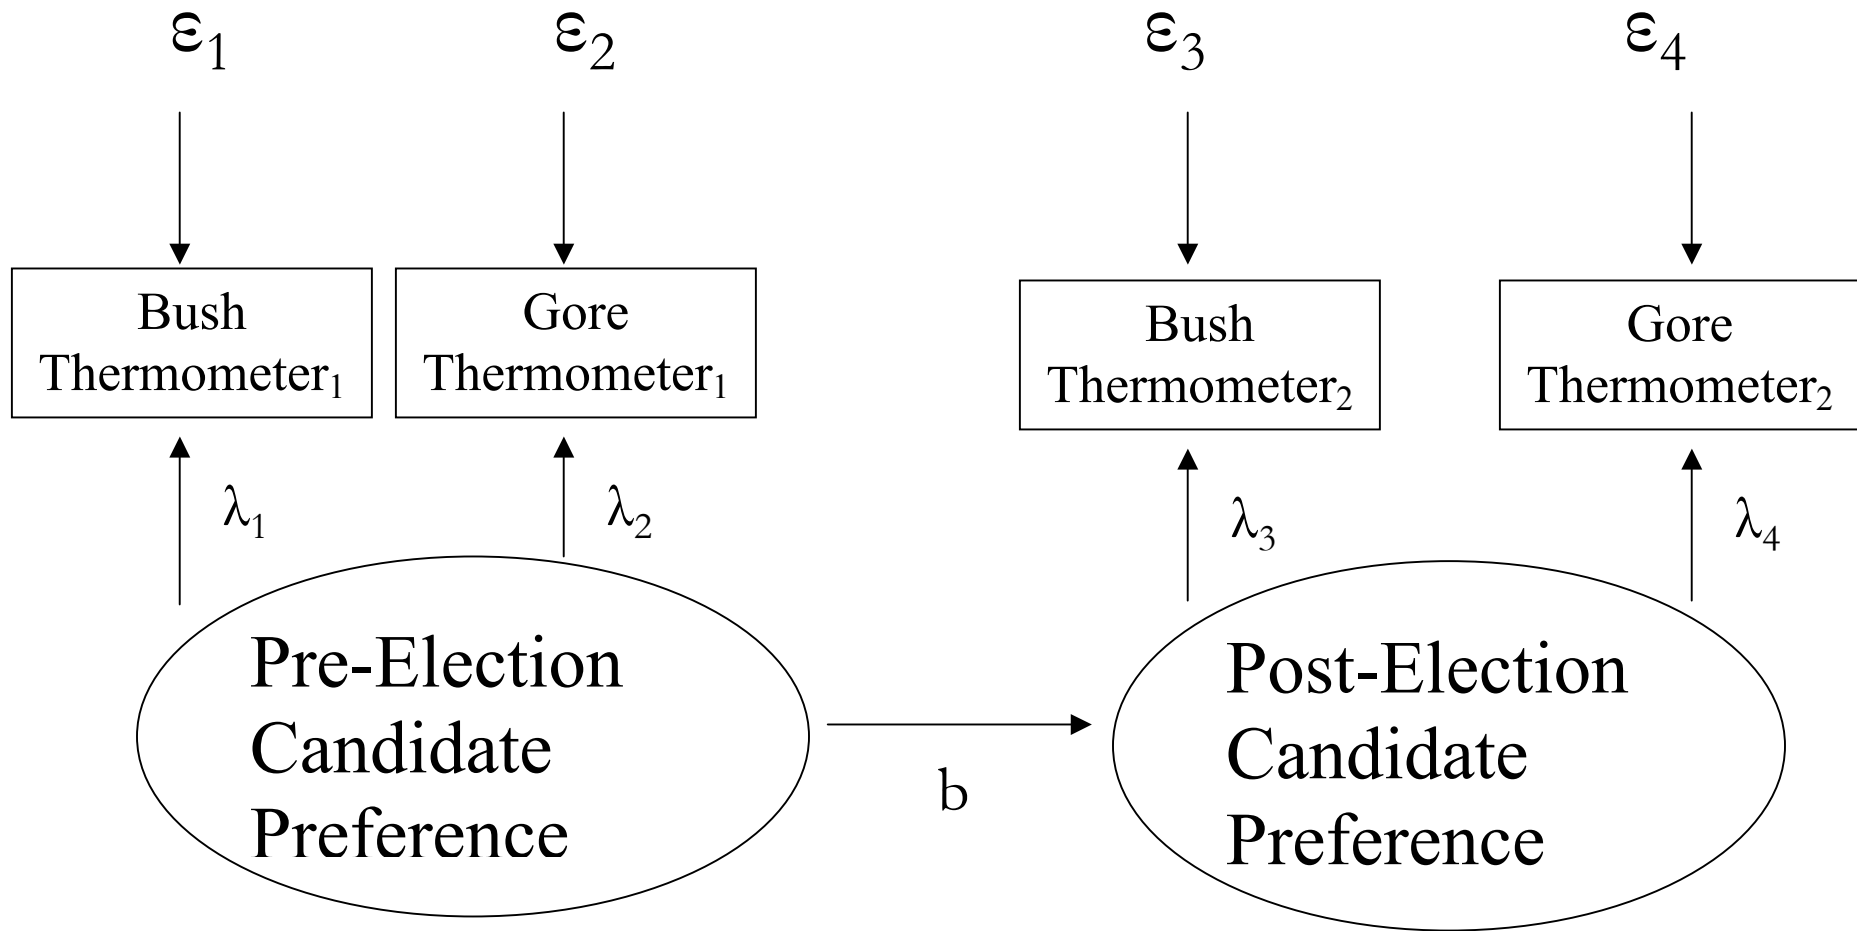 ε₁
ε₂
ε₃
ε₄
Bush
Thermometer₁
Gore
Thermometer₁
Bush
Thermometer₂
Gore
Thermometer₂
λ₁
λ₂
λ₃
λ₄
Pre-Election
Candidate
Preference
b
Post-Election
Candidate
Preference